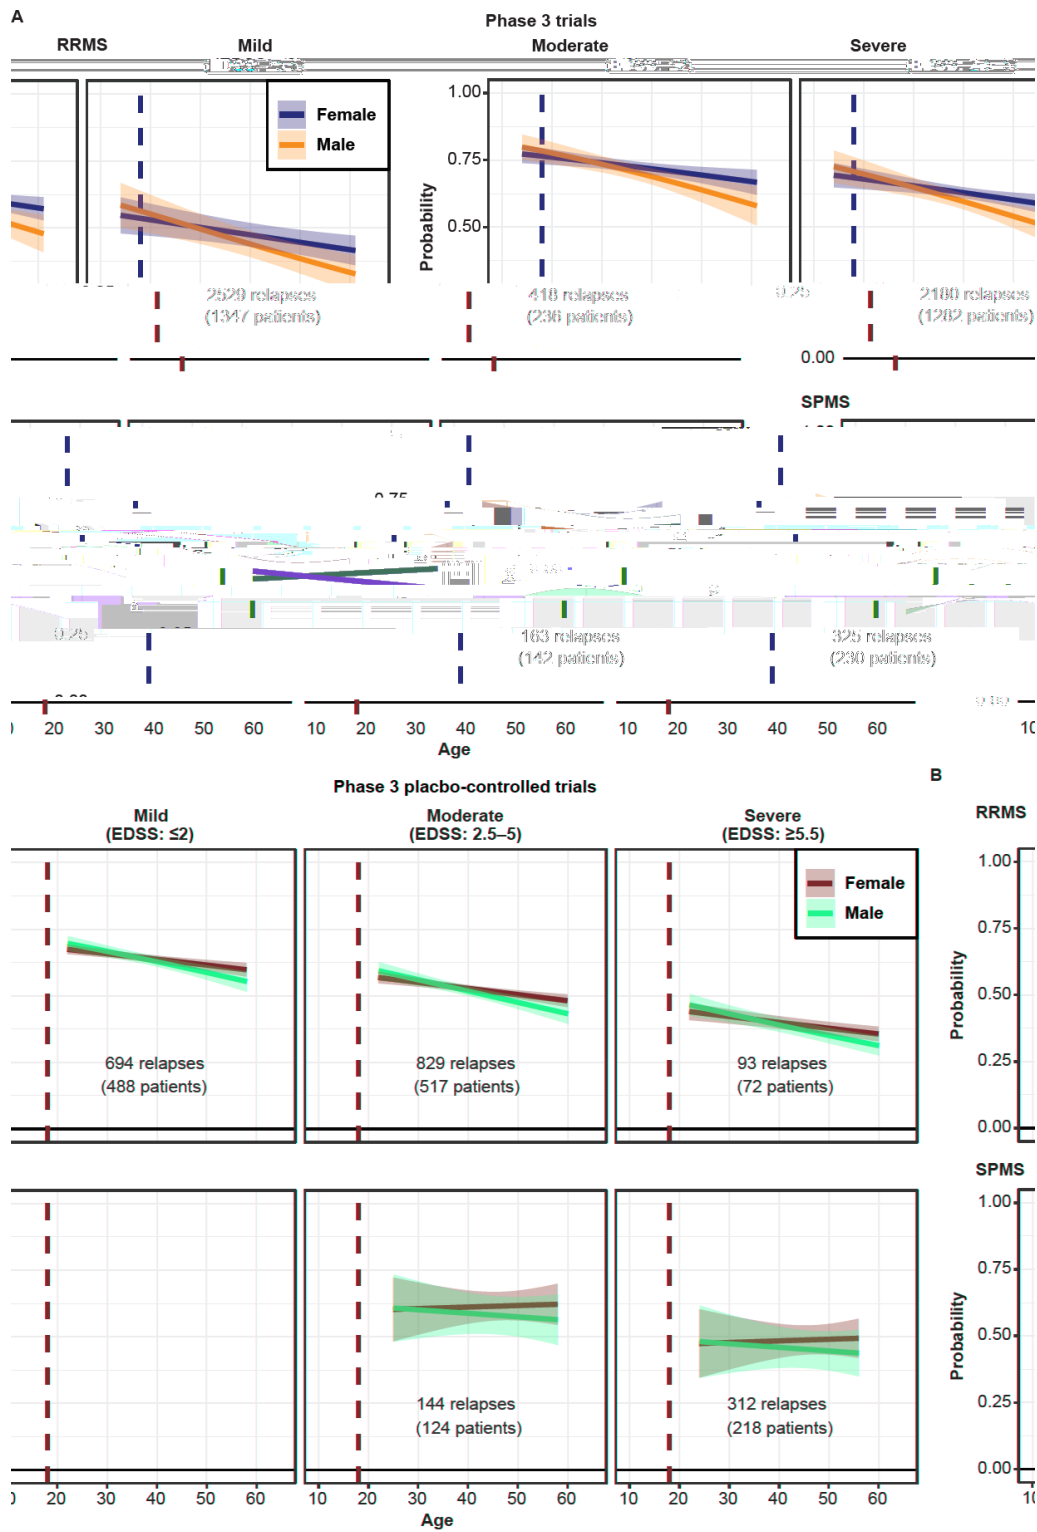 A
Phase 3 trials
RRMS
Mild
Moderate
Severe
1.00
0.75
0.50
Probability
Female
Male
2529 relapses
(1347 patients)
418 relapses
(236 patients)
0.25
2180 relapses
(1282 patients)
0.00
SPMS
0.75
0.25
163 relapses
(142 patients)
325 relapses
(230 patients)
20 30 40 50 60
10 20 30 40 50 60
10 20 30 40 50 60
Age
B
Phase 3 placbo-controlled trials
Mild
(EDSS: ≤2)
Moderate
(EDSS: 2.5–5)
Severe
(EDSS: ≥5.5)
RRMS
Female
Male
1.00
0.75
0.50
0.25
0.00
Probability
694 relapses
(488 patients)
829 relapses
(517 patients)
93 relapses
(72 patients)
SPMS
1.00
0.75
0.50
0.25
0.00
Probability
144 relapses
(124 patients)
312 relapses
(218 patients)
20 30 40 50 60
10 20 30 40 50 60
10 20 30 40 50 60
Age